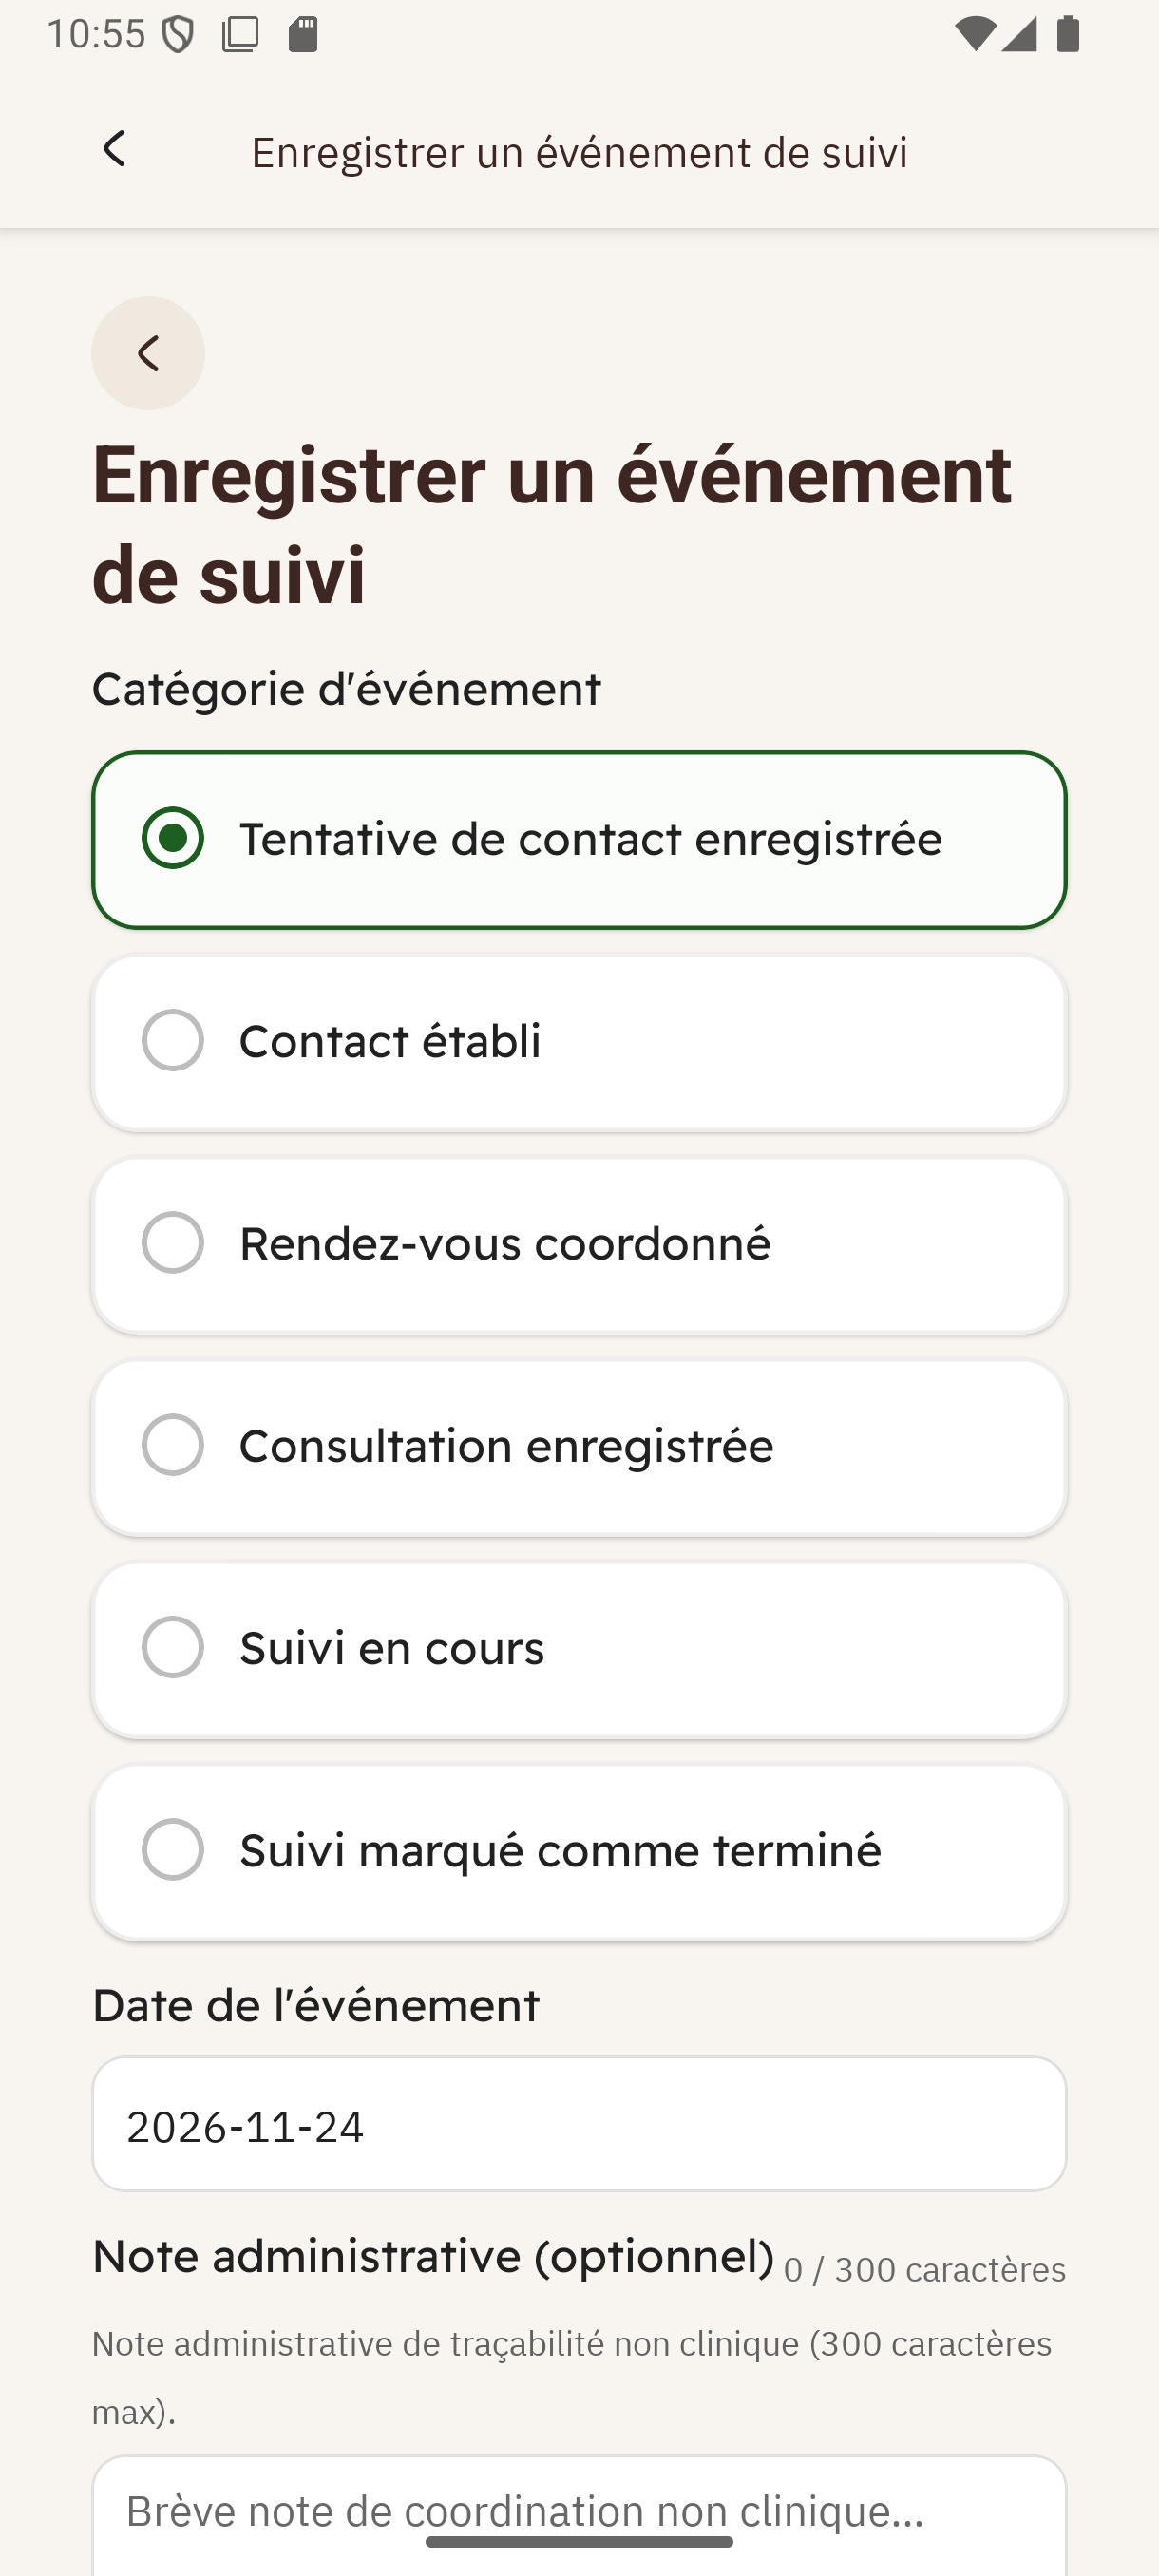 10:55
Enregistrer un événement de suivi
Enregistrer un événement
de suivi
Catégorie d'événement
Tentative de contact enregistrée
Contact établi
Rendez-vous coordonné
Consultation enregistrée
Suivi en cours
Suivi marqué comme terminé
Date de l'événement
2026-11-24
Note administrative (optionnel) 0 / 300 caractères
Note administrative de traçabilité non clinique (300 caractères
max).
Brève note de coordination non clinique...